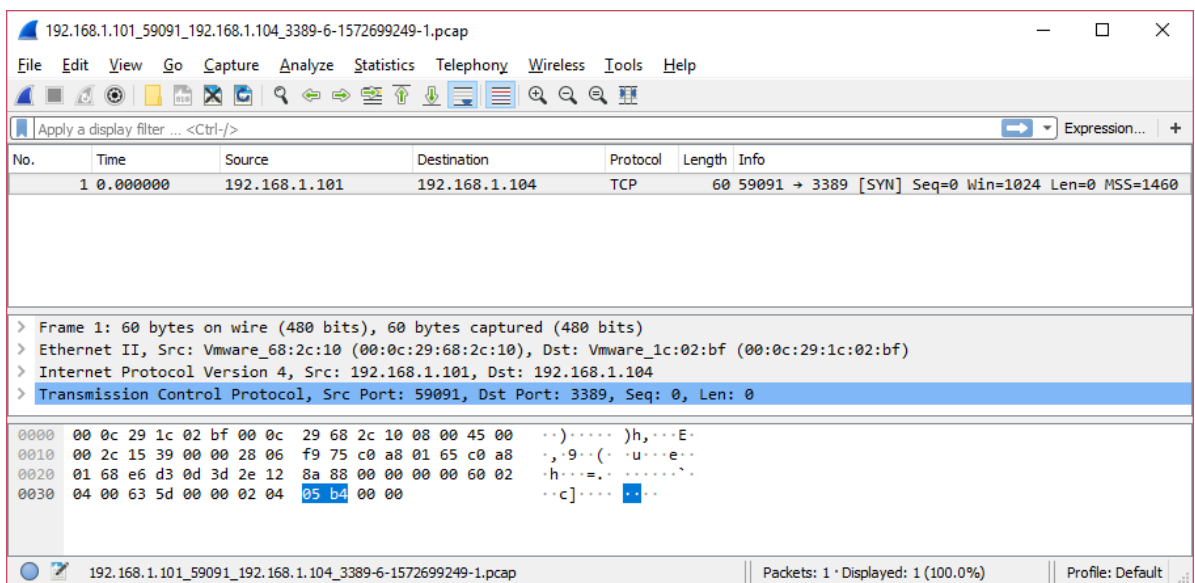 192.168.1.101_59091_192.168.1.104_3389-6-1572699249-1.pcap
File Edit View Go Capture Analyze Statistics Telephony Wireless Tools Help
Apply a display filter ... <Ctrl-/> Expression... +
No. Time Source Destination Protocol Length Info
1 0.000000 192.168.1.101 192.168.1.104 TCP 60 59091 → 3389 [SYN] Seq=0 Win=1024 Len=0 MSS=1460
> Frame 1: 60 bytes on wire (480 bits), 60 bytes captured (480 bits)
> Ethernet II, Src: Vmware_68:2c:10 (00:0c:29:68:2c:10), Dst: Vmware_1c:02:bf (00:0c:29:1c:02:bf)
> Internet Protocol Version 4, Src: 192.168.1.101, Dst: 192.168.1.104
> Transmission Control Protocol, Src Port: 59091, Dst Port: 3389, Seq: 0, Len: 0
0000 00 0c 29 1c 02 bf 00 0c 29 68 2c 10 08 00 45 00 ··)····· )h,···E·
0010 00 2c 15 39 00 00 28 06 f9 75 c0 a8 01 65 c0 a8 ·,·9··(· ·u···e··
0020 01 68 e6 d3 0d 3d 2e 12 8a 88 00 00 00 00 60 02 ·h···=.· ······`·
0030 04 00 63 5d 00 00 02 04 05 b4 00 00 ··c]···· ····
192.168.1.101_59091_192.168.1.104_3389-6-1572699249-1.pcap Packets: 1 · Displayed: 1 (100.0%) Profile: Default